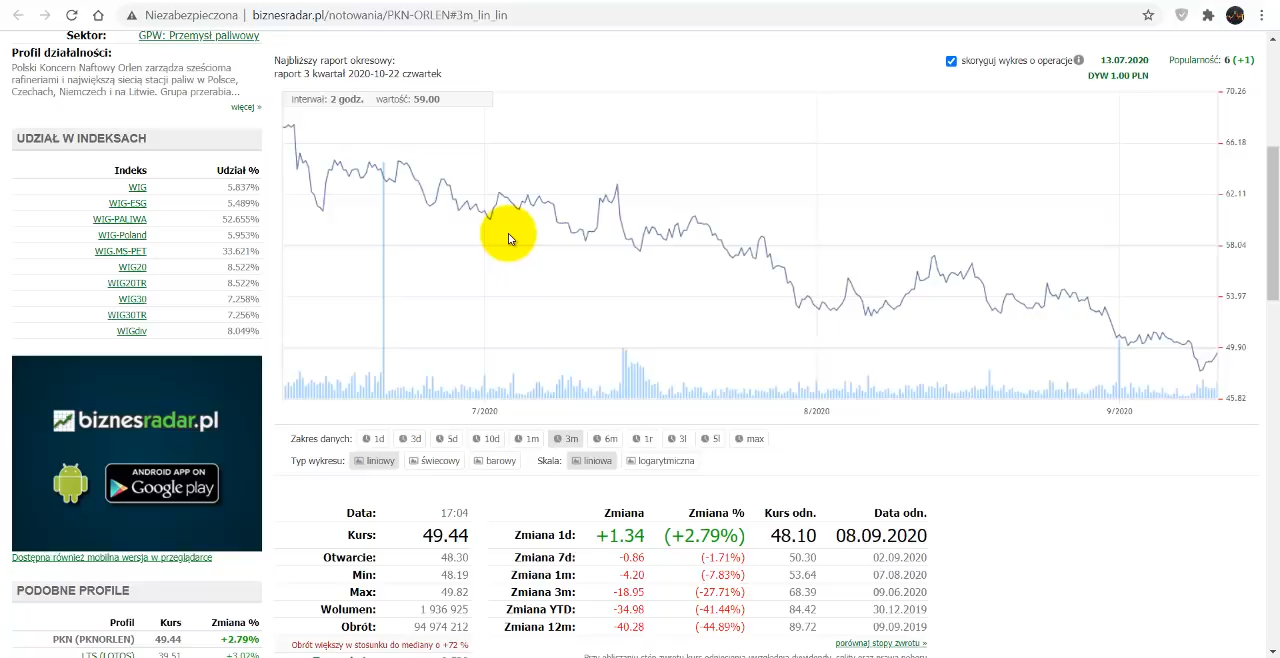 Niezabezpieczona | biznesradar.pl/notowania/PKN-ORLEN#3m_lin_lin
Sektor: GPW: Przemysł paliwowy
Profil działalności:
Polski Koncern Naftowy Orlen zarządza sześcioma
rafineriami i największą siecią stacji paliw w Polsce,
Czechach, Niemczech i na Litwie. Grupa przerabia...
więcej »
UDZIAŁ W INDEKSACH
Indeks Udział %
WIG 5.837%
WIG-ESG 5.489%
WIG-PALIWA 52.655%
WIG-Poland 5.953%
WIG.MS-PET 33.621%
WIG20 8.522%
WIG20TR 8.522%
WIG30 7.258%
WIG30TR 7.256%
WIGdiv 8.049%
biznesradar.pl
ANDROID APP ON
Google play
Dostępna również mobilna wersja w przeglądarce
PODOBNE PROFILE
Profil Kurs Zmiana %
PKN (PKNORLEN) 49.44 +2.79%
LTS (LOTOS) 39.51 +3.02%
Najbliższy raport okresowy:
raport 3 kwartał 2020-10-22 czwartek
skoryguj wykres o operacje 13.07.2020 Popularność: 6 (+1)
DYW 1.00 PLN
Interwał: 2 godz. wartość: 59.00
70.26
66.18
62.11
58.04
53.97
49.90
45.82
7/2020 8/2020 9/2020
Zakres danych: 1d 3d 5d 10d 1m 3m 6m 1r 3l 5l max
Typ wykresu: liniowy świecowy barowy Skala: liniowa logarytmiczna
Data: 17:04
Kurs: 49.44
Otwarcie: 48.30
Min: 48.19
Max: 49.82
Wolumen: 1 936 925
Obrót: 94 974 212
Obrót większy w stosunku do mediany o +72 %
Zmiana Zmiana % Kurs odn. Data odn.
Zmiana 1d: +1.34 (+2.79%) 48.10 08.09.2020
Zmiana 7d: -0.86 (-1.71%) 50.30 02.09.2020
Zmiana 1m: -4.20 (-7.83%) 53.64 07.08.2020
Zmiana 3m: -18.95 (-27.71%) 68.39 09.06.2020
Zmiana YTD: -34.98 (-41.44%) 84.42 30.12.2019
Zmiana 12m: -40.28 (-44.89%) 89.72 09.09.2019
porównaj stopy zwrotu »